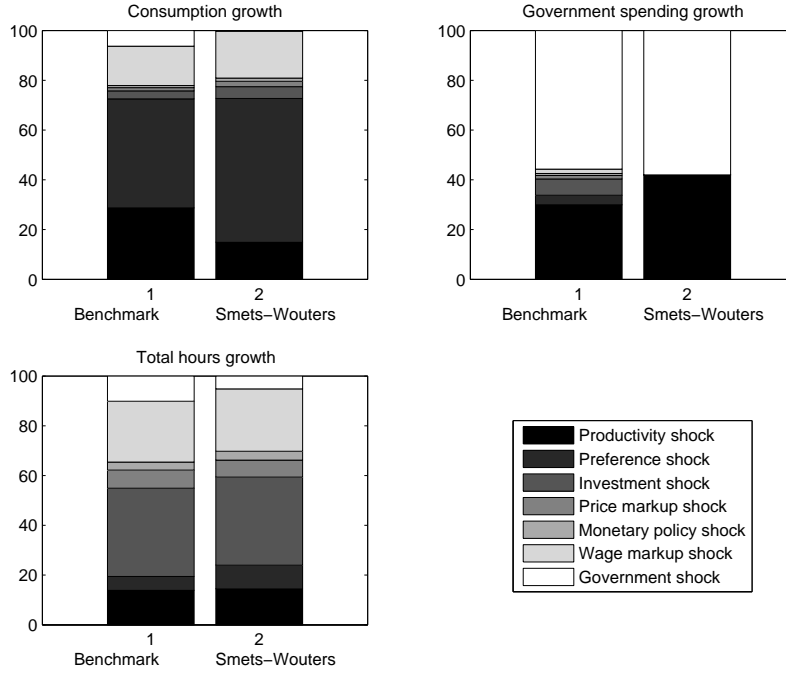 Consumption growth
100
80
60
40
20
0
1 2
Benchmark Smets−Wouters
Government spending growth
100
80
60
40
20
0
1 2
Benchmark Smets−Wouters
Total hours growth
100
80
60
40
20
0
1 2
Benchmark Smets−Wouters
Productivity shock
Preference shock
Investment shock
Price markup shock
Monetary policy shock
Wage markup shock
Government shock